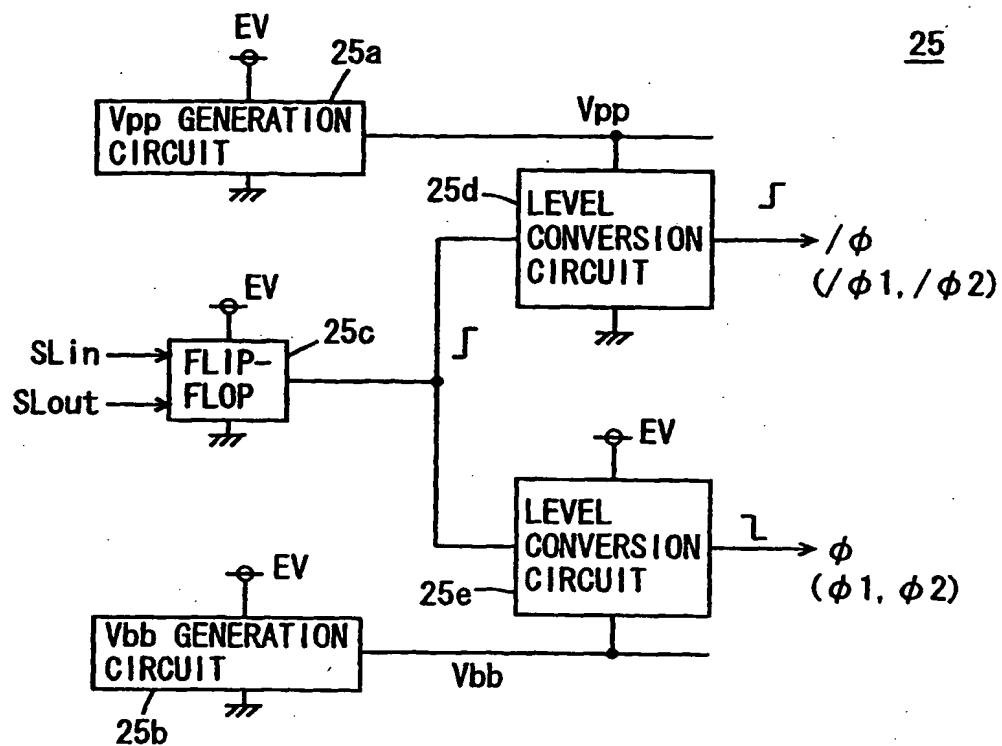 25
EV
25a
Vpp GENERATION
CIRCUIT
Vpp
25d
LEVEL
CONVERSION
CIRCUIT
/φ
(/φ1, /φ2)
EV
25c
SLin
SLout
FLIP-
FLOP
EV
LEVEL
CONVERSION
CIRCUIT
25e
φ
(φ1, φ2)
EV
Vbb GENERATION
CIRCUIT
Vbb
25b